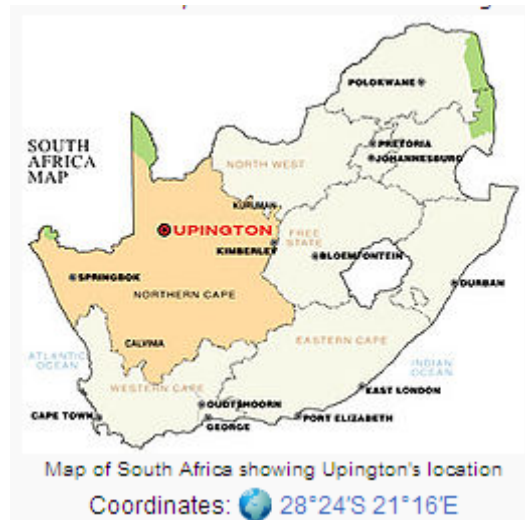 POLOKWANE
SOUTH
AFRICA
MAP
PRETORIA
JOHANNESBURG
NORTH WEST
KURUMAN
UPINGTON
FREE
STATE
KIMBERLEY
BLOEMFONTEIN
SPRINGBOK
DURBAN
NORTHERN CAPE
CALVINIA
EASTERN CAPE
ATLANTIC
OCEAN
INDIAN
OCEAN
WESTERN CAPE
EAST LONDON
OUDTSHOORN
CAPE TOWN
PORT ELIZABETH
GEORGE
Map of South Africa showing Upington's location
Coordinates: 28°24'S 21°16'E